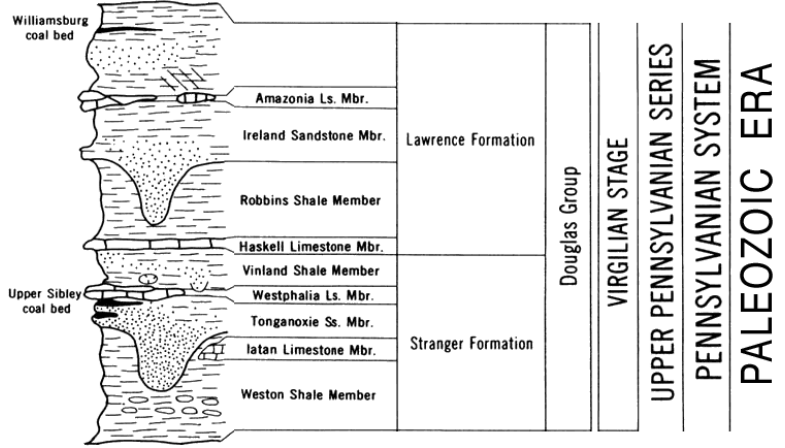 Williamsburg
coal bed
Amazonia Ls. Mbr.
Ireland Sandstone Mbr.
Robbins Shale Member
Haskell Limestone Mbr.
Vinland Shale Member
Upper Sibley
coal bed
Westphalia Ls. Mbr.
Tonganoxie Ss. Mbr.
Iatan Limestone Mbr.
Weston Shale Member
Lawrence Formation
Stranger Formation
Douglas Group
VIRGILIAN STAGE
UPPER PENNSYLVANIAN SERIES
PENNSYLVANIAN SYSTEM
PALEOZOIC ERA